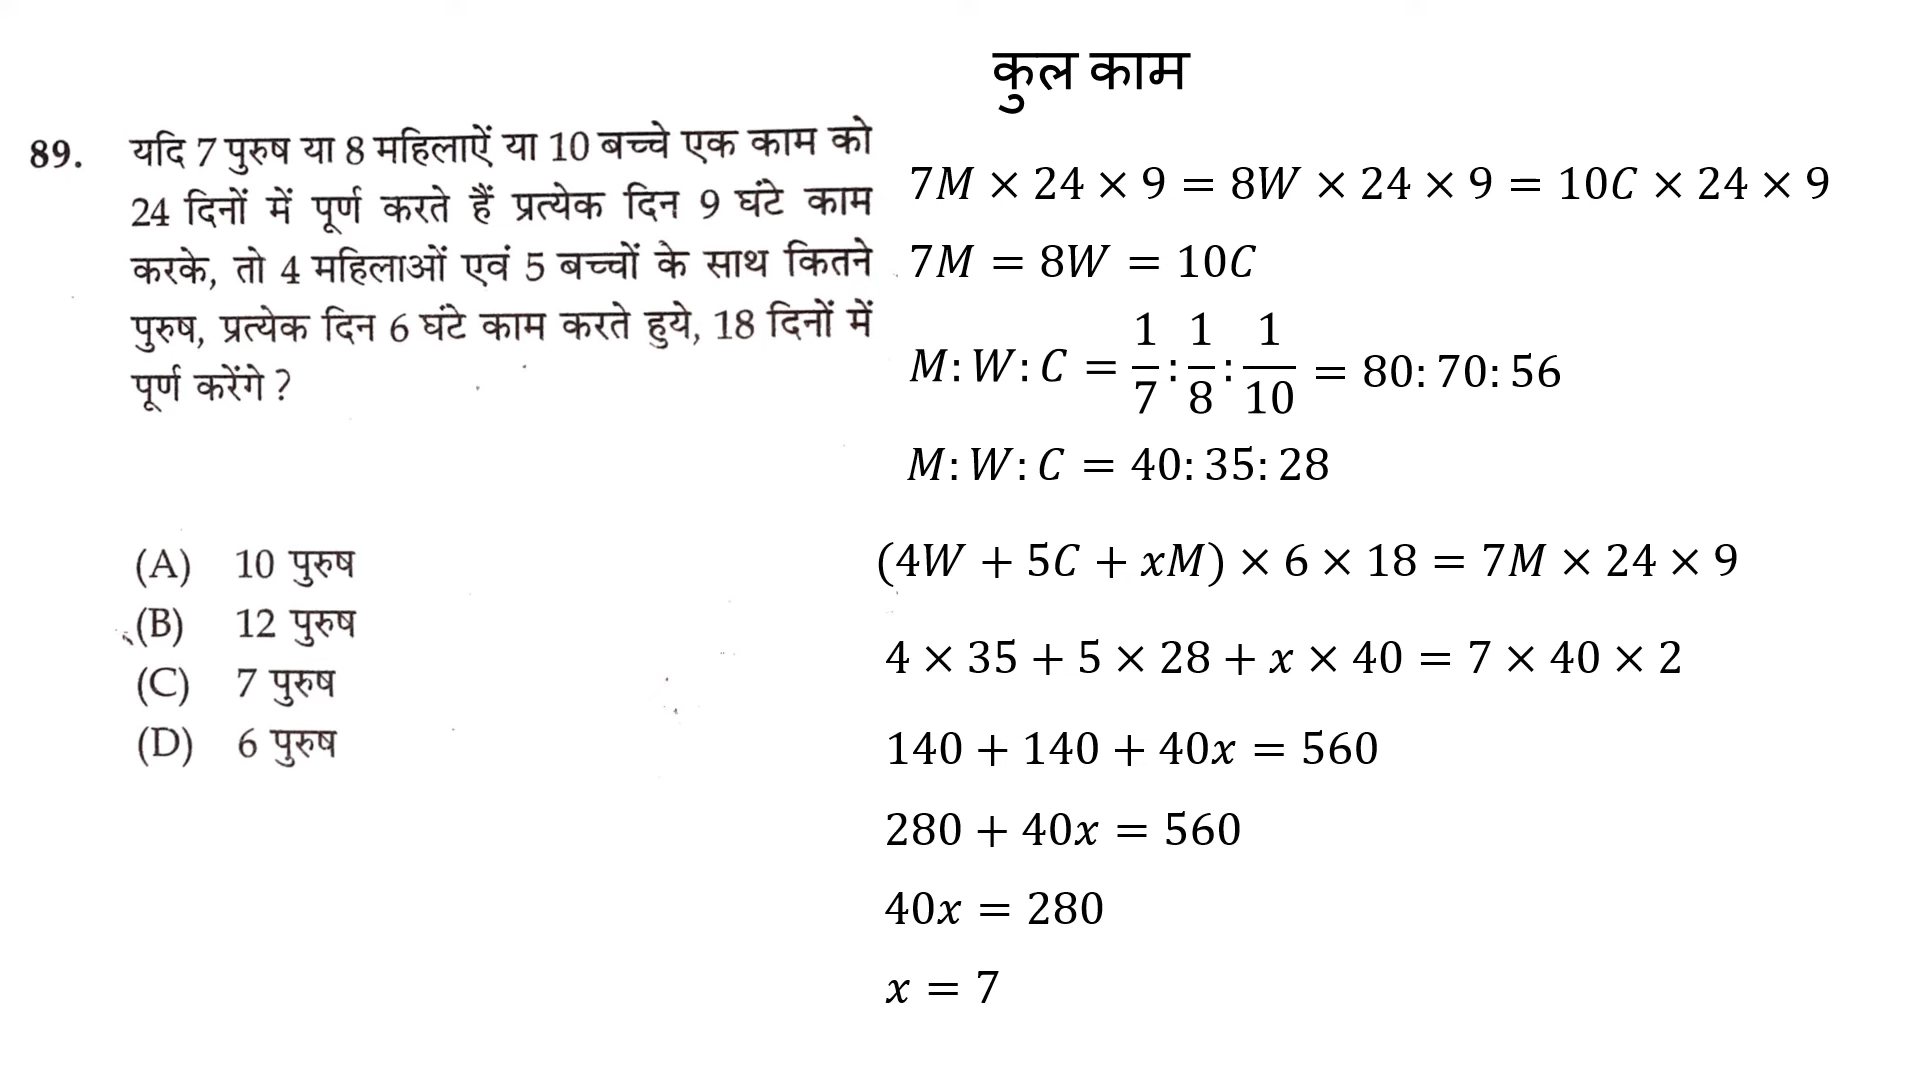 89. यदि 7 पुरुष या 8 महिलाऐं या 10 बच्चे एक काम को
24 दिनों में पूर्ण करते हैं प्रत्येक दिन 9 घंटे काम
करके, तो 4 महिलाओं एवं 5 बच्चों के साथ कितने
पुरुष, प्रत्येक दिन 6 घंटे काम करते हुये, 18 दिनों में
पूर्ण करेंगे ?
(A) 10 पुरुष
(B) 12 पुरुष
(C) 7 पुरुष
(D) 6 पुरुष
कुल काम
7M × 24 × 9 = 8W × 24 × 9 = 10C × 24 × 9
7M = 8W = 10C
M : W : C = 1/7 : 1/8 : 1/10 = 80: 70: 56
M : W : C = 40: 35: 28
(4W + 5C + xM) × 6 × 18 = 7M × 24 × 9
4 × 35 + 5 × 28 + x × 40 = 7 × 40 × 2
140 + 140 + 40x = 560
280 + 40x = 560
40x = 280
x = 7